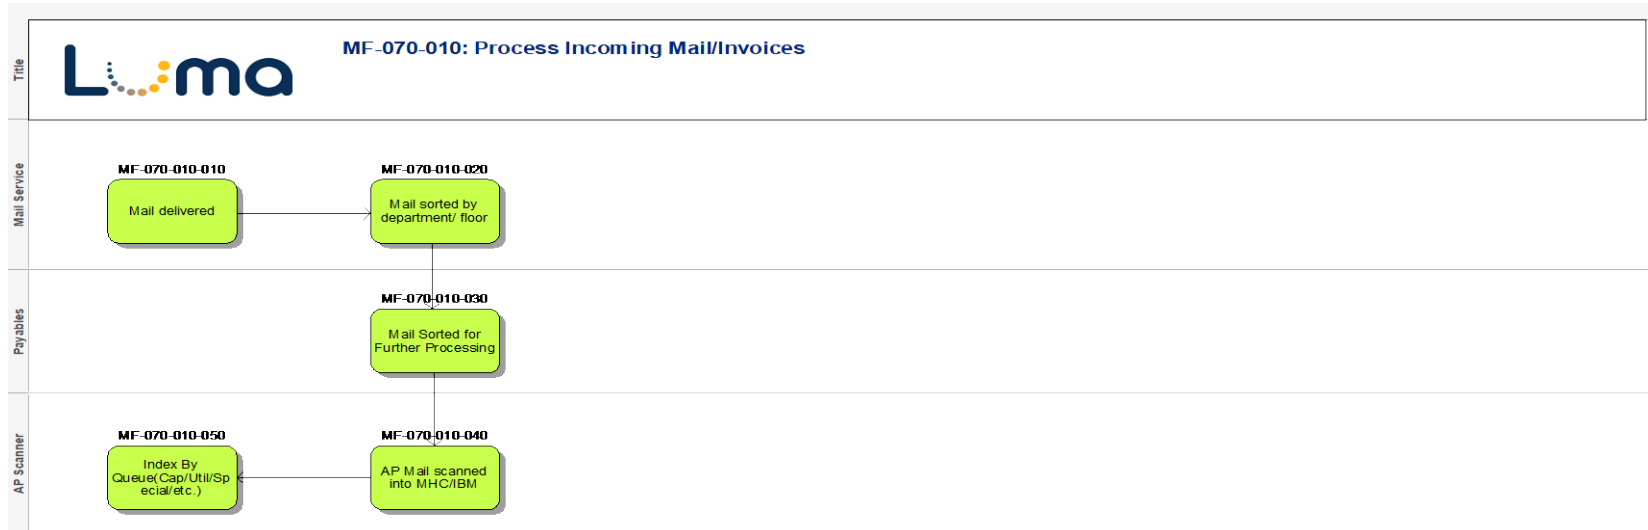 Title
Luma
MF-070-010: Process Incoming Mail/Invoices
Mail Service
MF-070-010-010
Mail delivered
MF-070-010-020
Mail sorted by
department/ floor
Payables
MF-070-010-030
Mail Sorted for
Further Processing
AP Scanner
MF-070-010-050
Index By
Queue(Cap/Util/Sp
ecial/etc.)
MF-070-010-040
AP Mail scanned
into MHC/IBM